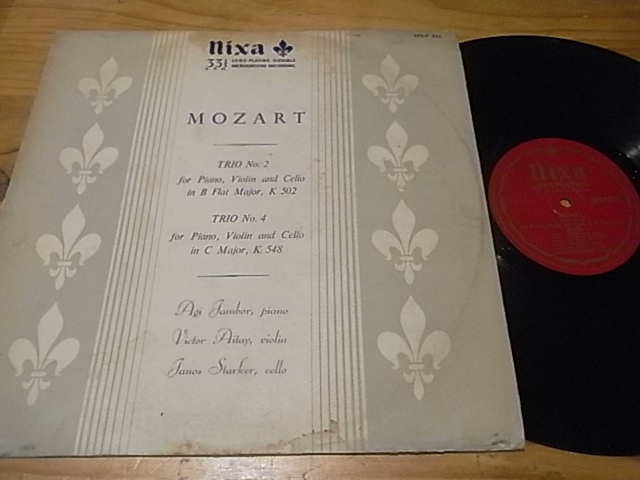 nixa
33⅓ LONG-PLAYING FLEXIBLE
R.P.M. MICROGROOVE RECORDING
MOZART
TRIO No. 2
for Piano, Violin and Cello
in B Flat Major, K 502
TRIO No. 4
for Piano, Violin and Cello
in C Major, K 548
Agi Jambor, piano
Victor Aitay, violin
Janos Starker, cello
nixa
LONG PLAYING